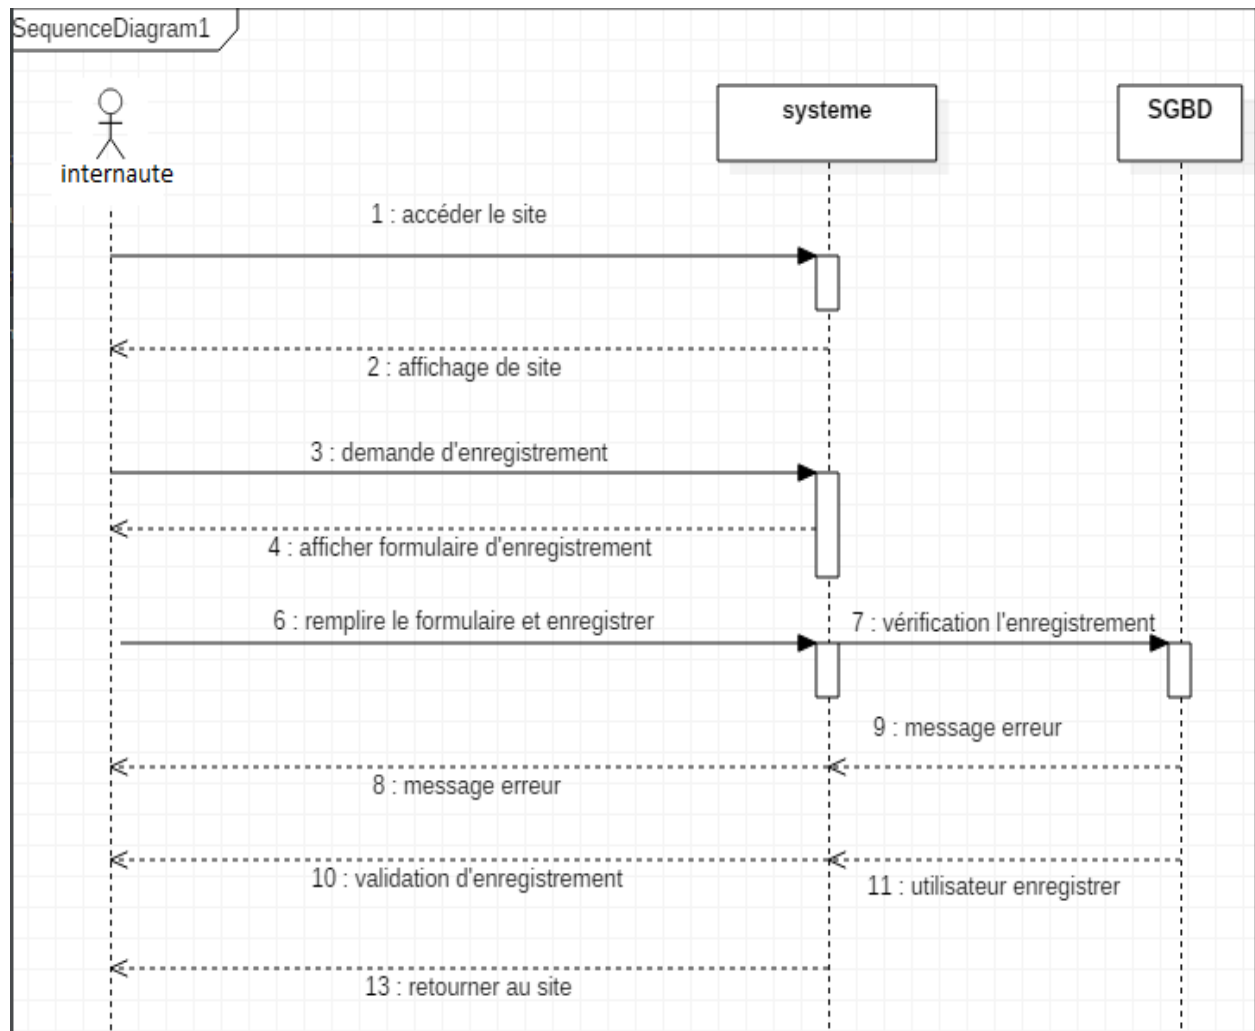 SequenceDiagram1
internaute
systeme
SGBD
1 : accéder le site
2 : affichage de site
3 : demande d'enregistrement
4 : afficher formulaire d'enregistrement
6 : remplire le formulaire et enregistrer
7 : vérification l'enregistrement
9 : message erreur
8 : message erreur
10 : validation d'enregistrement
11 : utilisateur enregistrer
13 : retourner au site